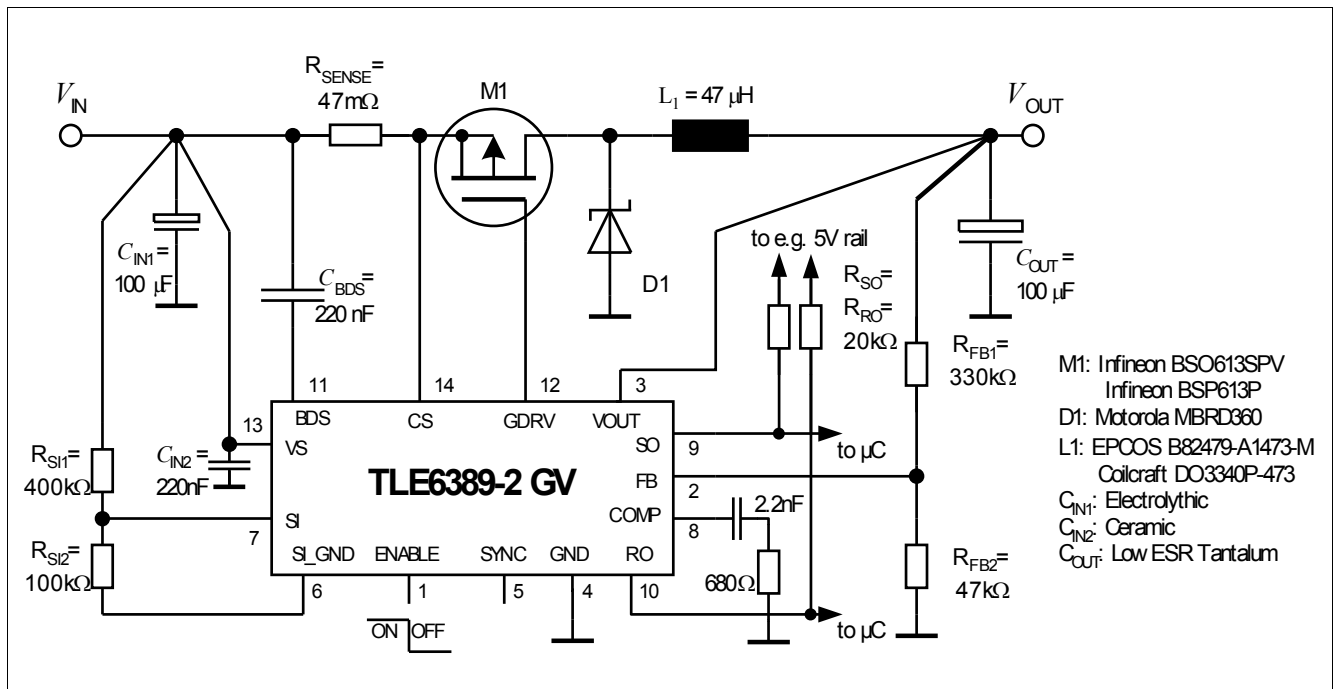 R_SENSE=
47mΩ
M1
L₁ = 47 μH
V_IN
V_OUT
C_IN1=
100 μF
C_BDS=
220 nF
D1
to e.g. 5V rail
R_SO=
R_RO=
20kΩ
C_OUT=
100 μF
R_FB1=
330kΩ
M1: Infineon BSO613SPV
Infineon BSP613P
D1: Motorola MBRD360
L1: EPCOS B82479-A1473-M
Coilcraft DO3340P-473
C_IN1: Electrolythic
C_IN2: Ceramic
C_OUT: Low ESR Tantalum
11
14
12
3
13
BDS
CS
GDRV
VOUT
VS
SO
9
to μC
R_SI1=
400kΩ
C_IN2=
220nF
TLE6389-2 GV
FB
2
2.2nF
COMP
8
SI
7
R_SI2=
100kΩ
SI_GND
ENABLE
SYNC
GND
RO
6
1
5
4
10
680Ω
R_FB2=
47kΩ
ON
OFF
to μC